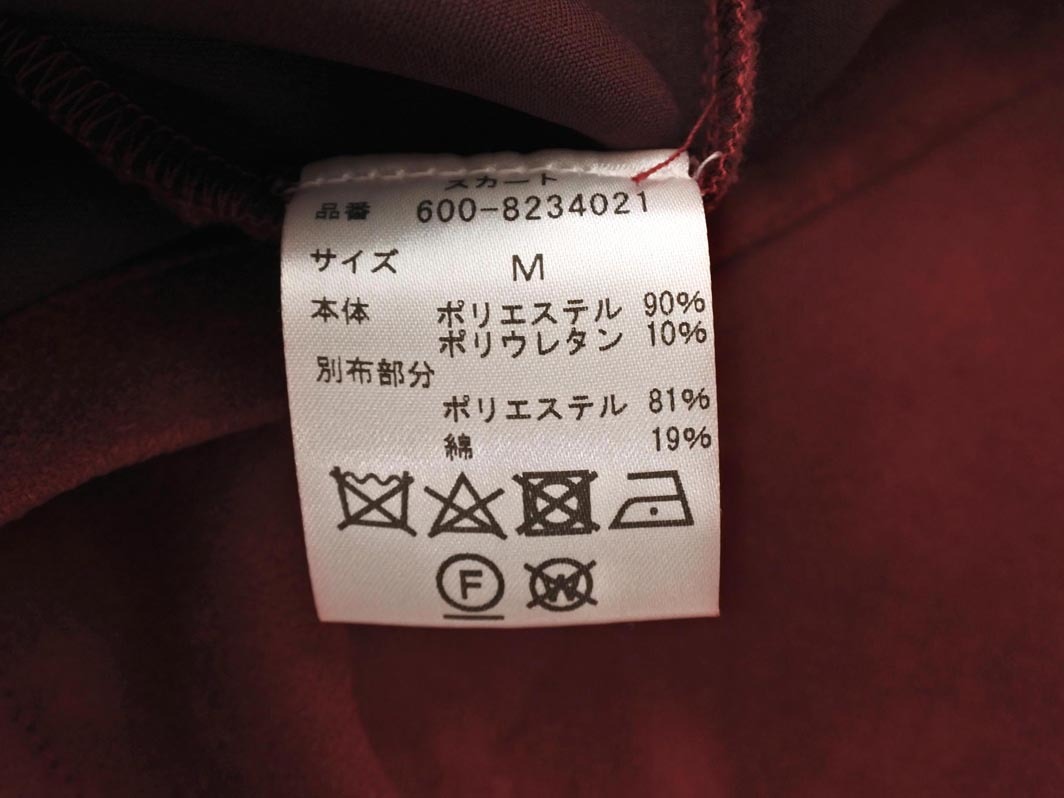 スカート
品番 600-8234021
サイズ M
本体 ポリエステル 90%
ポリウレタン 10%
別布部分
ポリエステル 81%
綿 19%
F W